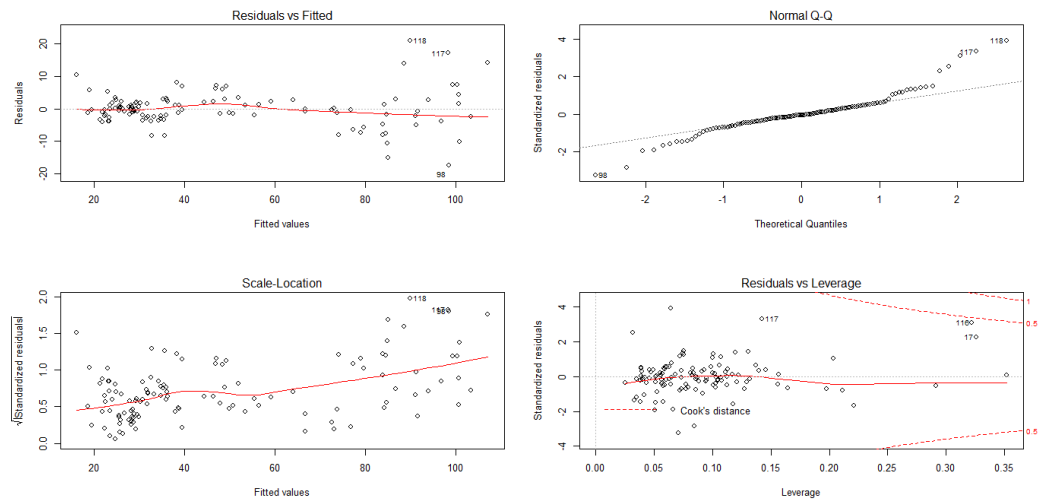 Residuals vs Fitted
Residuals
20
10
0
-10
-20
118
117
98
20 40 60 80 100
Fitted values
Normal Q-Q
Standardized residuals
4
2
0
-2
118
117
98
-2 -1 0 1 2
Theoretical Quantiles
Scale-Location
√|Standardized residuals|
2.0
1.5
1.0
0.5
0.0
118
20 40 60 80 100
Fitted values
Residuals vs Leverage
Standardized residuals
4
2
0
-2
-4
117
17
1
0.5
0.5
Cook's distance
0.00 0.05 0.10 0.15 0.20 0.25 0.30 0.35
Leverage